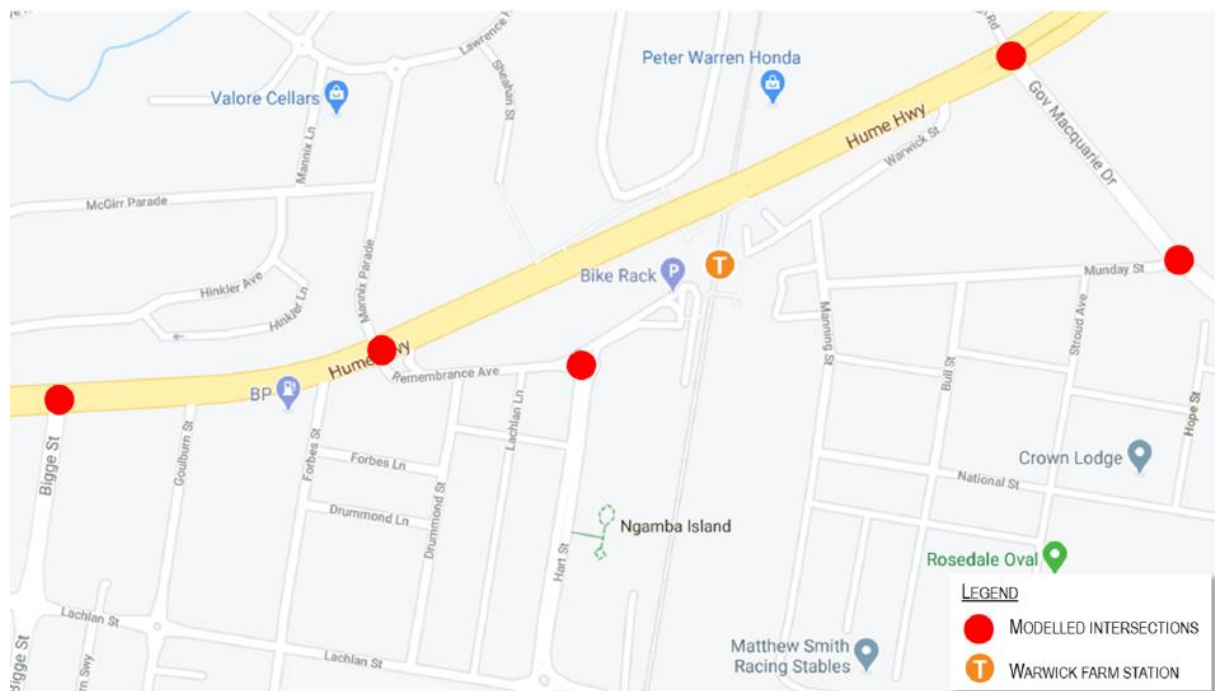 Lawrence
Rd
Peter Warren Honda
Sheahan St
Valore Cellars
Gov Macquarie Dr
Hume Hwy
Mannix Ln
Warwick St
McGirr Parade
Mannix Parade
T
Bike Rack
P
Munday St
Hinkler Ave
Hinkler Ln
Stroud Ave
Manning St
Hume Hwy
Remembrance Ave
BP
Bull St
Hope St
Bigge St
Goulburn St
Forbes St
Lachlan Ln
Forbes Ln
Crown Lodge
National St
Drummond St
Drummond Ln
Ngamba Island
Hart St
Rosedale Oval
LEGEND
MODELLED INTERSECTIONS
T WARWICK FARM STATION
Lachlan St
Lachlan St
Matthew Smith
Racing Stables
Bigge St
rn Swy